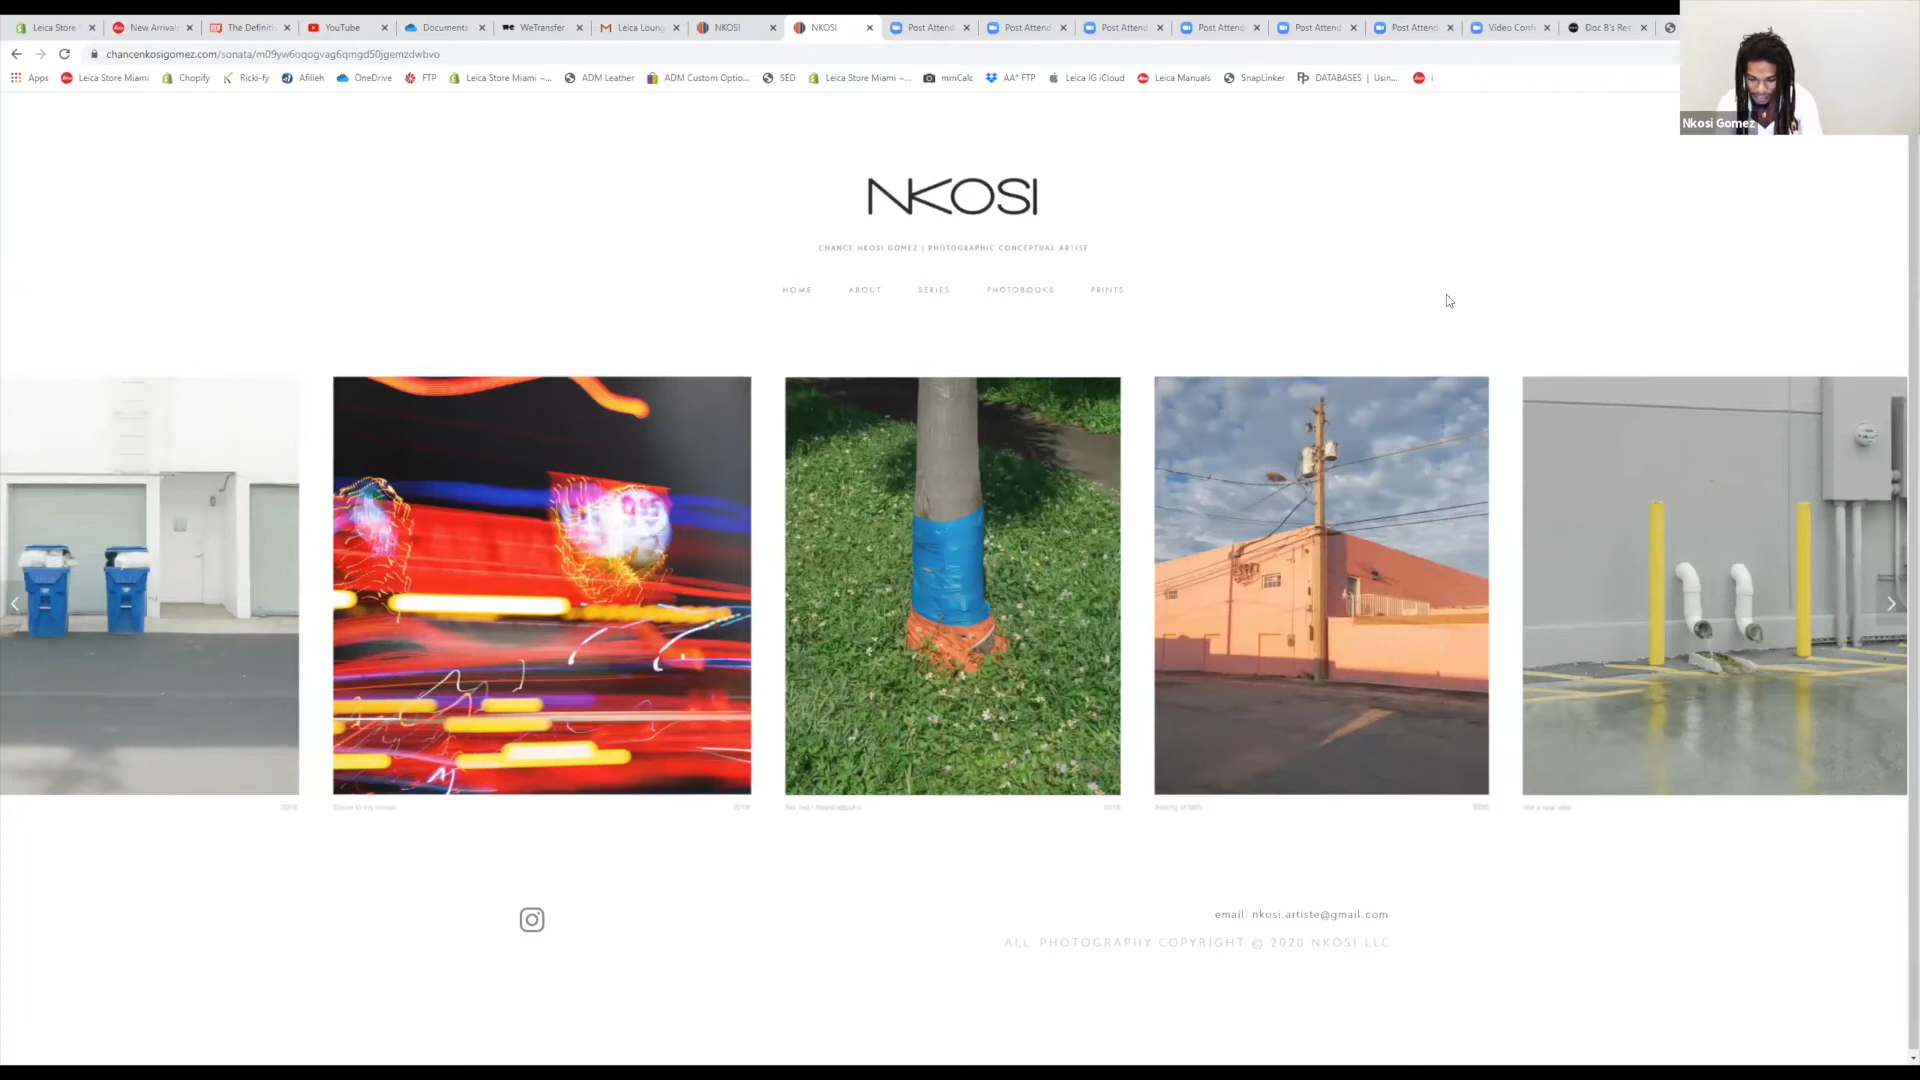 Leica Store
New Arrival
The Definiti
YouTube
Documents
WeTransfer
Leica Loung
NKOSI
NKOSI
Post Attend
Post Attend
Post Attend
Post Attend
Post Attend
Post Attend
Video Conf
Doc B's Res
chancenkosigomez.com/sonata/m09yw6oqogvag6qmgd50jgemzdwbvo
Apps Leica Store Miami Chopify Ricki-fy Afilieh OneDrive FTP Leica Store Miami ~... ADM Leather ADM Custom Optio... SED Leica Store Miami ~... mmCalc AA* FTP Leica IG iCloud Leica Manuals SnapLinker DATABASES | Usin... i
Nkosi Gomez
NKOSI
CHANCE NKOSI GOMEZ | PHOTOGRAPHIC CONCEPTUAL ARTIST
HOME ABOUT SERIES PHOTOBOOKS PRINTS
email: nkosi.artiste@gmail.com
ALL PHOTOGRAPHY COPYRIGHT © 2020 NKOSI LLC